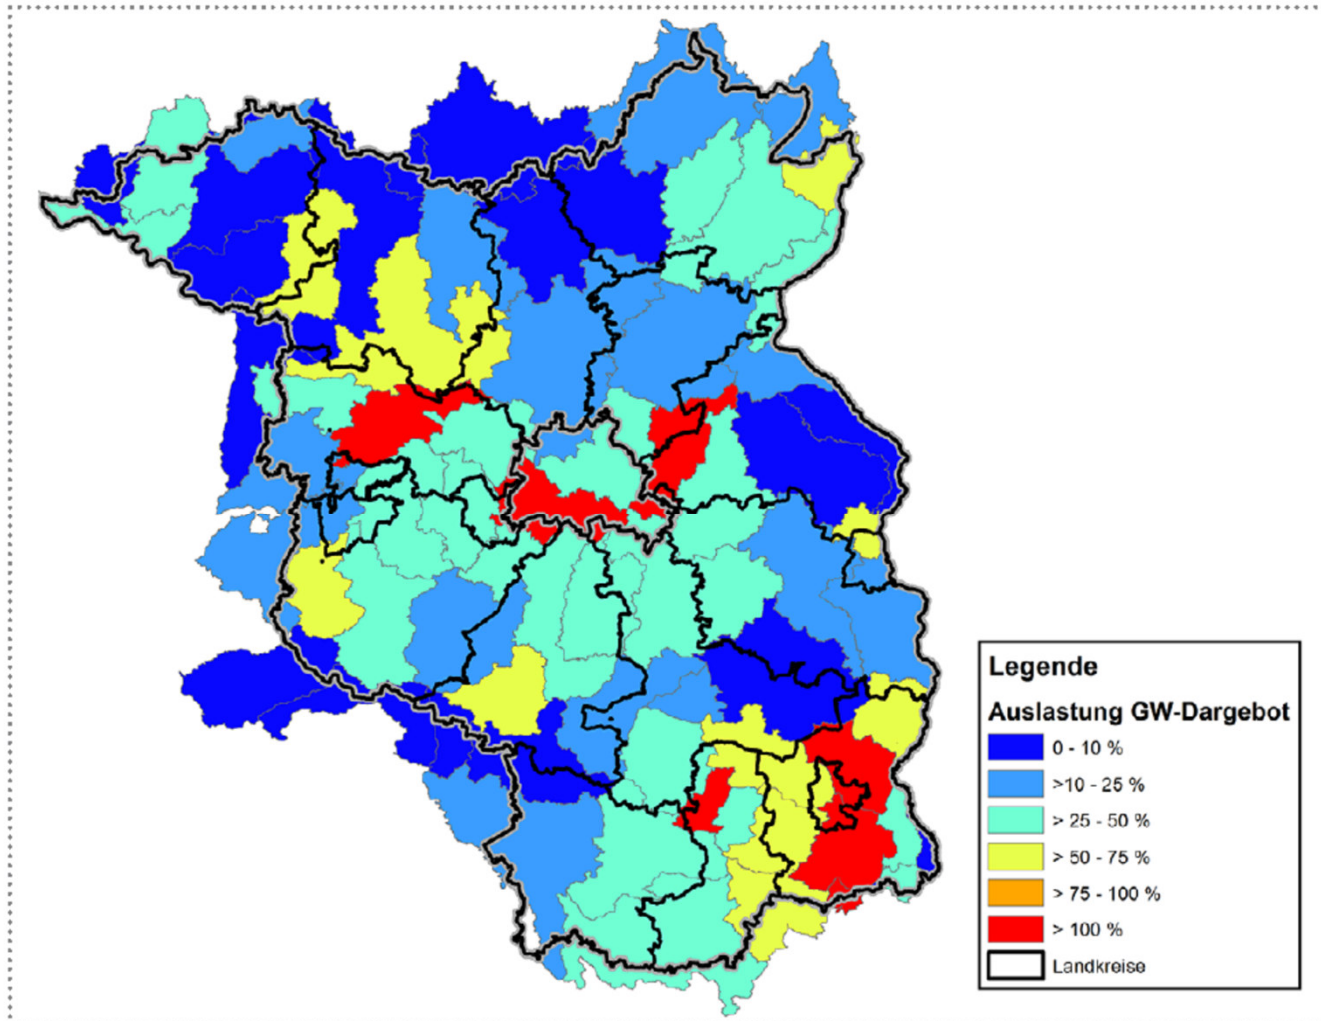 Legende
Auslastung GW-Dargebot
0 - 10 %
>10 - 25 %
> 25 - 50 %
> 50 - 75 %
> 75 - 100 %
> 100 %
Landkreise